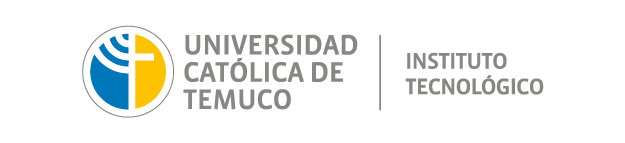 UNIVERSIDAD
CATÓLICA DE
TEMUCO
INSTITUTO
TECNOLÓGICO